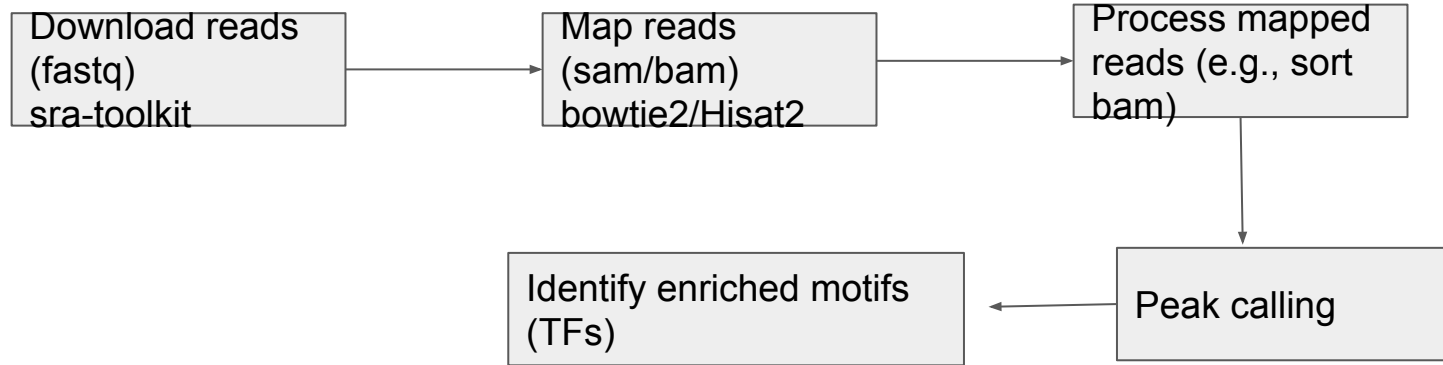 Download reads
(fastq)
sra-toolkit
Map reads
(sam/bam)
bowtie2/Hisat2
Process mapped
reads (e.g., sort
bam)
Peak calling
Identify enriched motifs
(TFs)